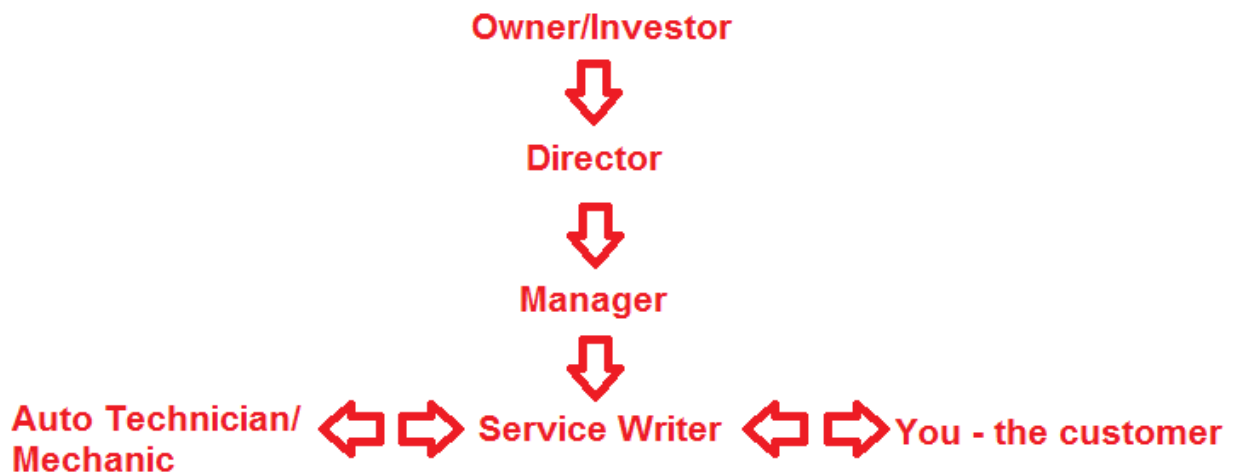 Owner/Investor
Director
Manager
Auto Technician/
Mechanic
Service Writer
You - the customer